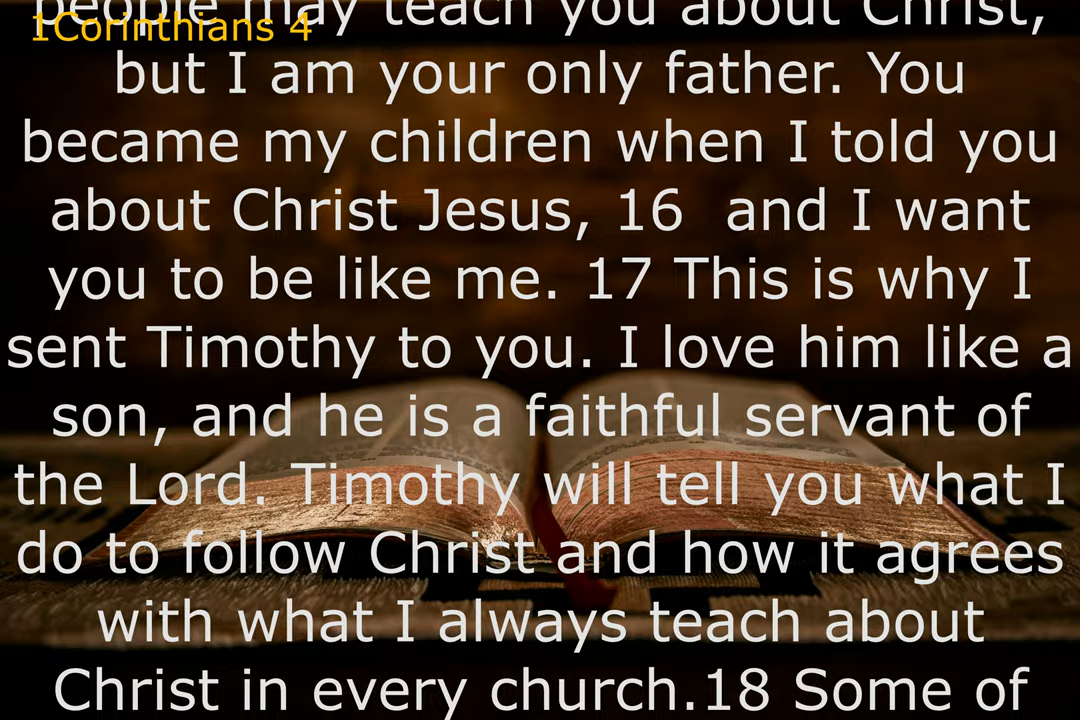 people may teach you about Christ,
1Corinthians 4
but I am your only father. You
became my children when I told you
about Christ Jesus, 16 and I want
you to be like me. 17 This is why I
sent Timothy to you. I love him like a
son, and he is a faithful servant of
the Lord. Timothy will tell you what I
do to follow Christ and how it agrees
with what I always teach about
Christ in every church.18 Some of